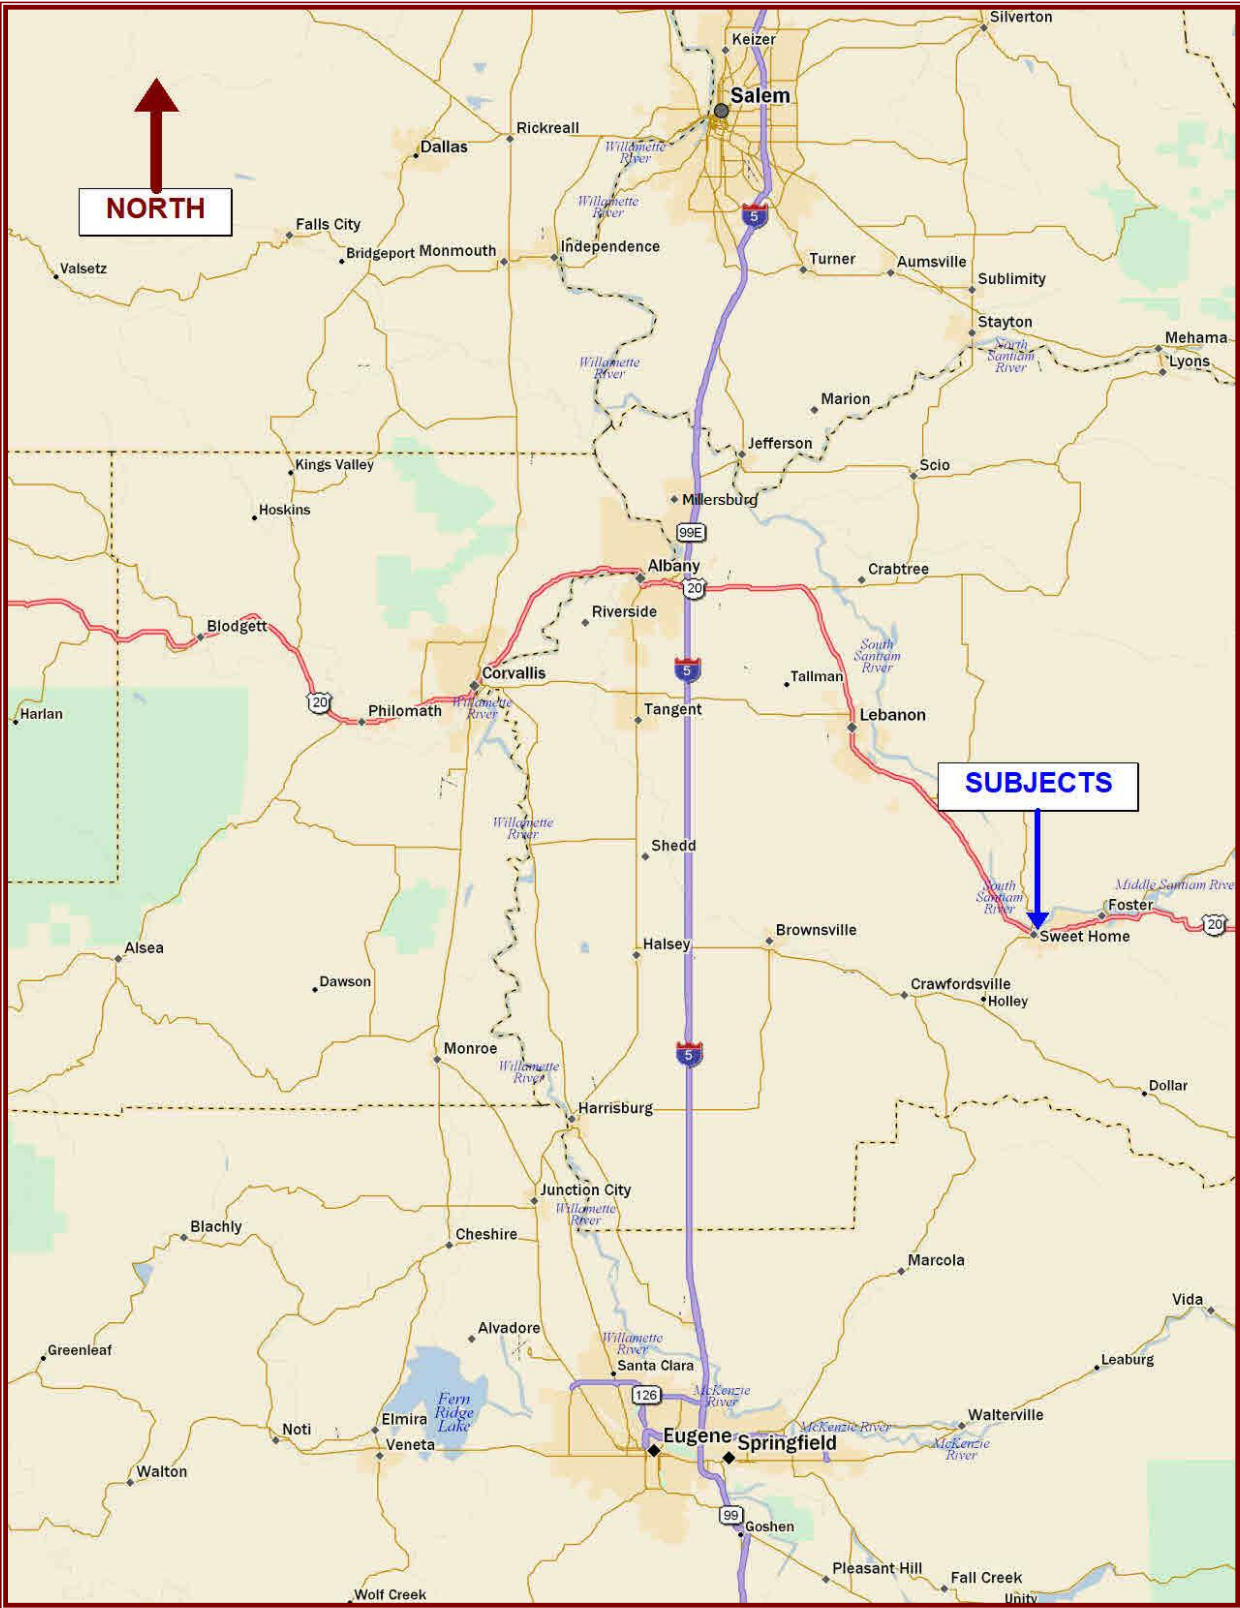 Silverton
Keizer
Salem
Rickreall
Dallas
Willamette
River
NORTH
Willamette
River
5
Falls City
Bridgeport
Monmouth
Independence
Valsetz
Turner
Aumsville
Sublimity
Stayton
North
Santiam
River
Mehama
Lyons
Willamette
River
Marion
Jefferson
Kings Valley
Scio
Hoskins
Millersburg
99E
Albany
Crabtree
20
Riverside
Blodgett
South
Santiam
River
5
Corvallis
Tallman
20
Philomath
Willamette
River
Harlan
Tangent
Lebanon
SUBJECTS
Willamette
River
Shedd
South
Santiam
River
Middle Santiam Rive
Foster
20
Sweet Home
Brownsville
Halsey
Alsea
Dawson
Crawfordsville
Holley
Monroe
5
Willamette
River
Dollar
Harrisburg
Junction City
Willamette
River
Blachly
Cheshire
Marcola
Vida
Alvadore
Willamette
River
Greenleaf
Santa Clara
Leaburg
126
McKenzie
River
Fern
Ridge
Lake
Elmira
Noti
Veneta
Eugene
Springfield
McKenzie River
Walterville
McKenzie
River
Walton
99
Goshen
Pleasant Hill
Fall Creek
Wolf Creek
Unity